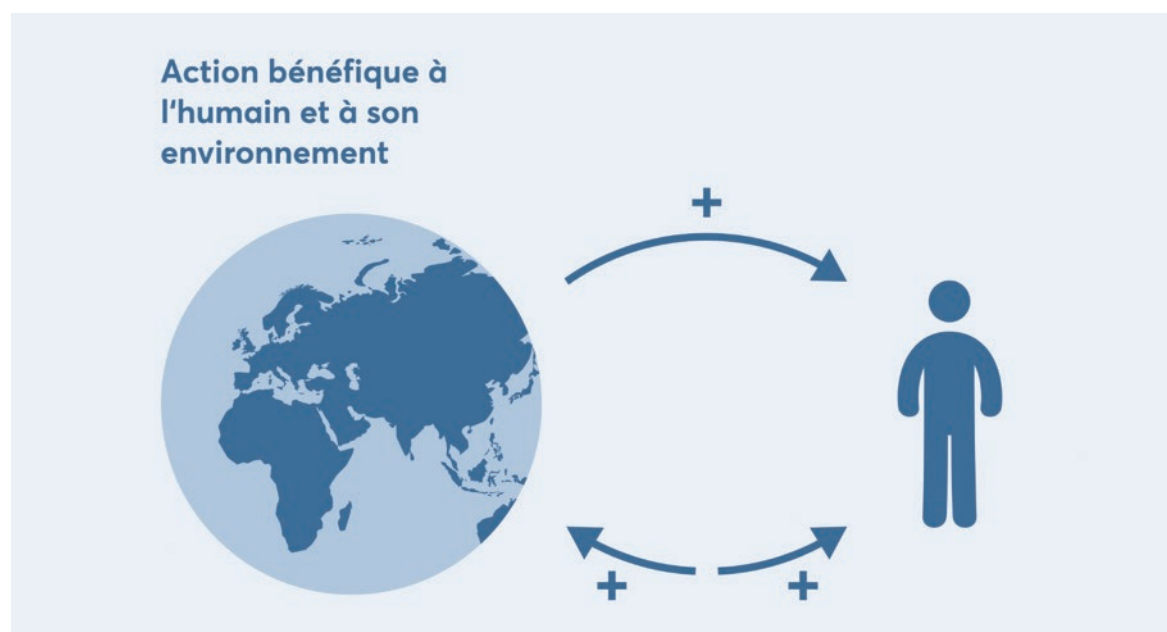 Action bénéfique à
l‘humain et à son
environnement
+
+ +